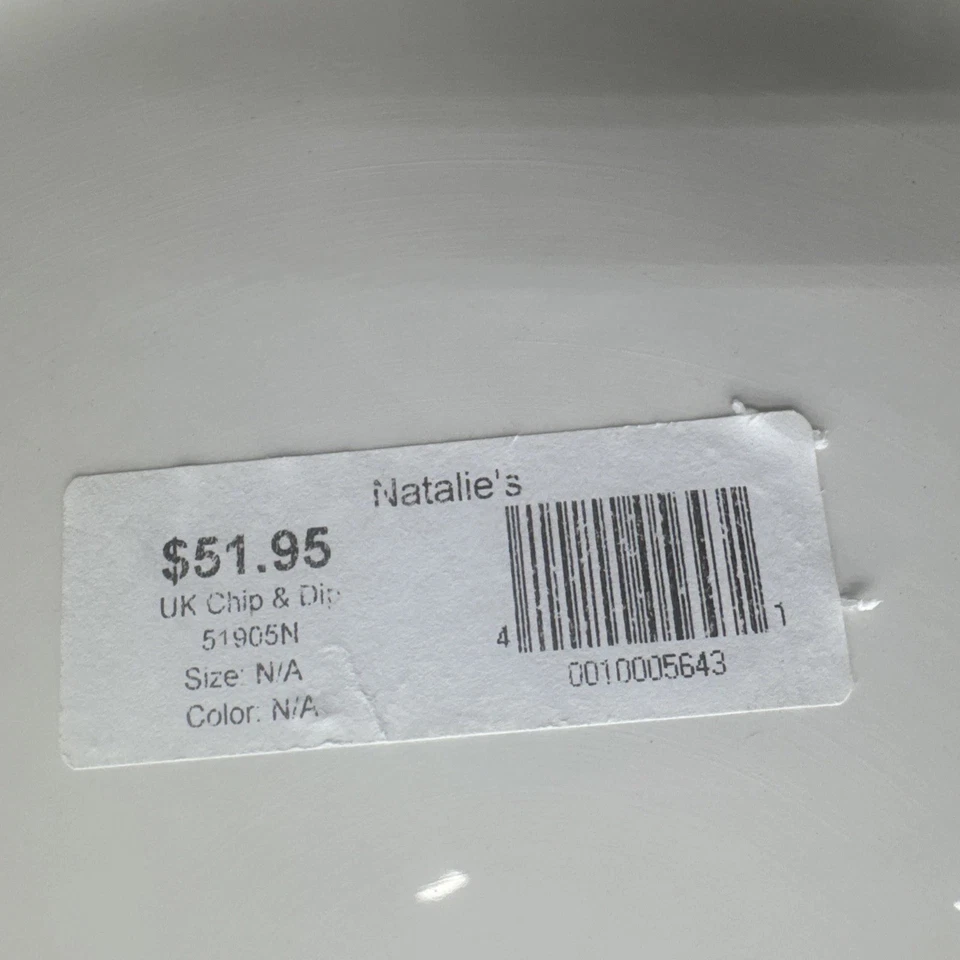 Natalie's
$51.95
UK Chip & Dip
51905N
Size: N/A
Color: N/A
4 1
0010005643